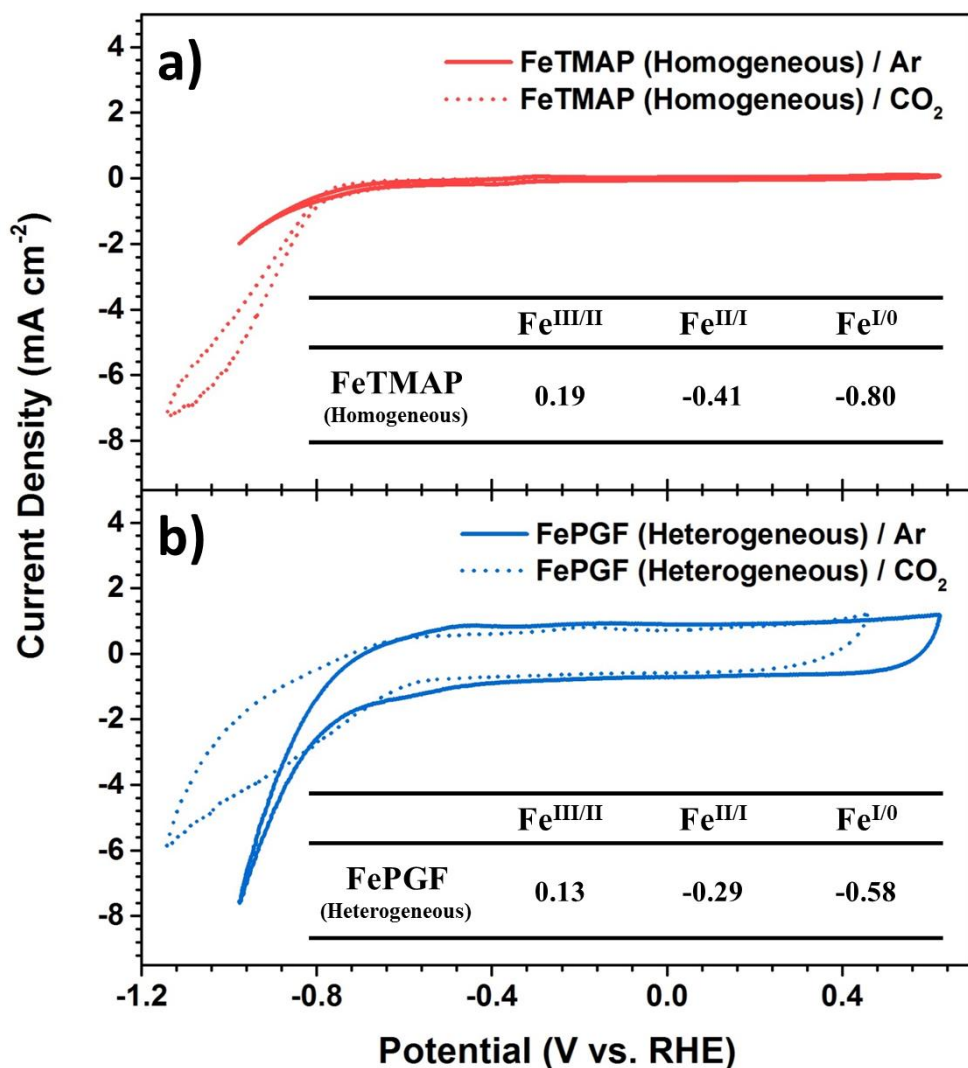 a)
FeTMAP (Homogeneous) / Ar
FeTMAP (Homogeneous) / CO₂
4
2
0
-2
-4
-6
-8
Fe^III/II Fe^II/I Fe^I/0
FeTMAP 0.19 -0.41 -0.80
(Homogeneous)
Current Density (mA cm⁻²)
b)
FePGF (Heterogeneous) / Ar
FePGF (Heterogeneous) / CO₂
4
2
0
-2
-4
-6
-8
Fe^III/II Fe^II/I Fe^I/0
FePGF 0.13 -0.29 -0.58
(Heterogeneous)
-1.2 -0.8 -0.4 0.0 0.4
Potential (V vs. RHE)